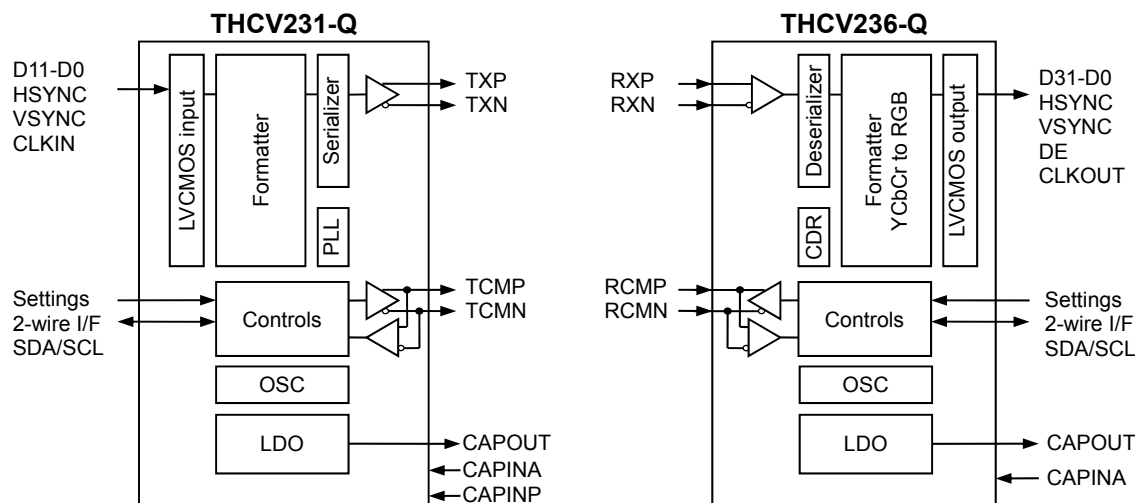 THCV231-Q
D11-D0
HSYNC
VSYNC
CLKIN
LVCMOS input
Formatter
Serializer
PLL
TXP
TXN
Settings
2-wire I/F
SDA/SCL
Controls
TCMP
TCMN
OSC
LDO
CAPOUT
CAPINA
CAPINP
THCV236-Q
RXP
RXN
Deserializer
CDR
Formatter
YCbCr to RGB
LVCMOS output
D31-D0
HSYNC
VSYNC
DE
CLKOUT
RCMP
RCMN
Controls
Settings
2-wire I/F
SDA/SCL
OSC
LDO
CAPOUT
CAPINA